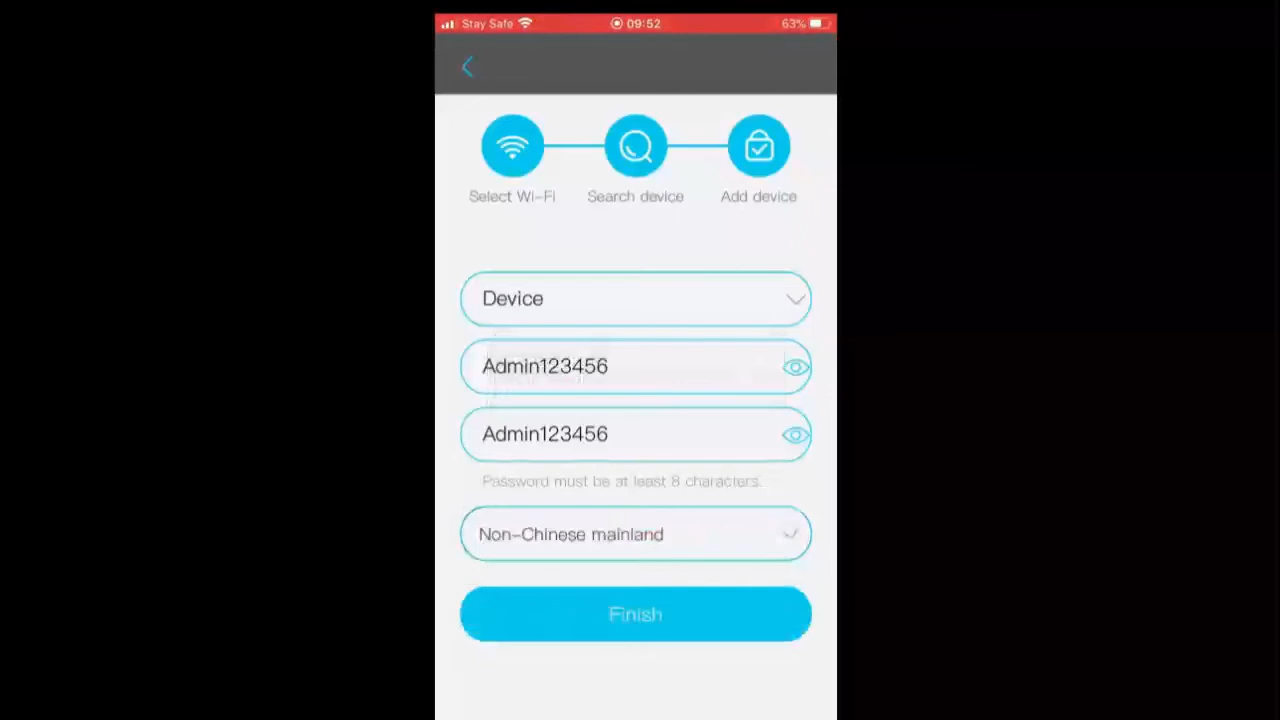 Stay Safe 09:52 63%
Select Wi-Fi Search device Add device
Device
Admin123456
Admin123456
Password must be at least 8 characters.
Non-Chinese mainland
Finish